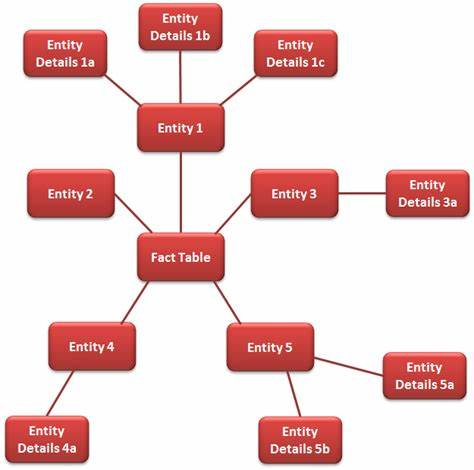 Entity
Details 1b
Entity
Details 1a
Entity
Details 1c
Entity 1
Entity 2
Entity 3
Entity
Details 3a
Fact Table
Entity 4
Entity 5
Entity
Details 5a
Entity
Details 4a
Entity
Details 5b